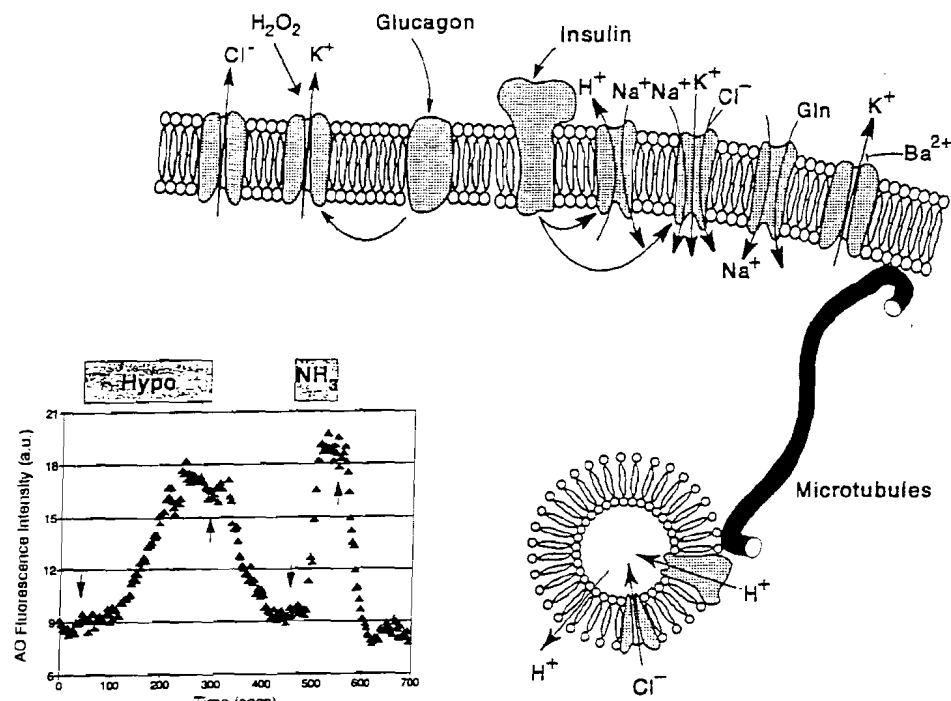 H₂O₂
Glucagon
Insulin
Cl⁻
K⁺
H⁺
Na⁺
Na⁺
K⁺
Cl⁻
Gln
K⁺
Ba²⁺
Na⁺
Hypo
NH₃
21
18
15
12
9
6
AO Fluorescence Intensity (a.u.)
0
100
200
300
400
500
600
700
Microtubules
H⁺
H⁺
Cl⁻